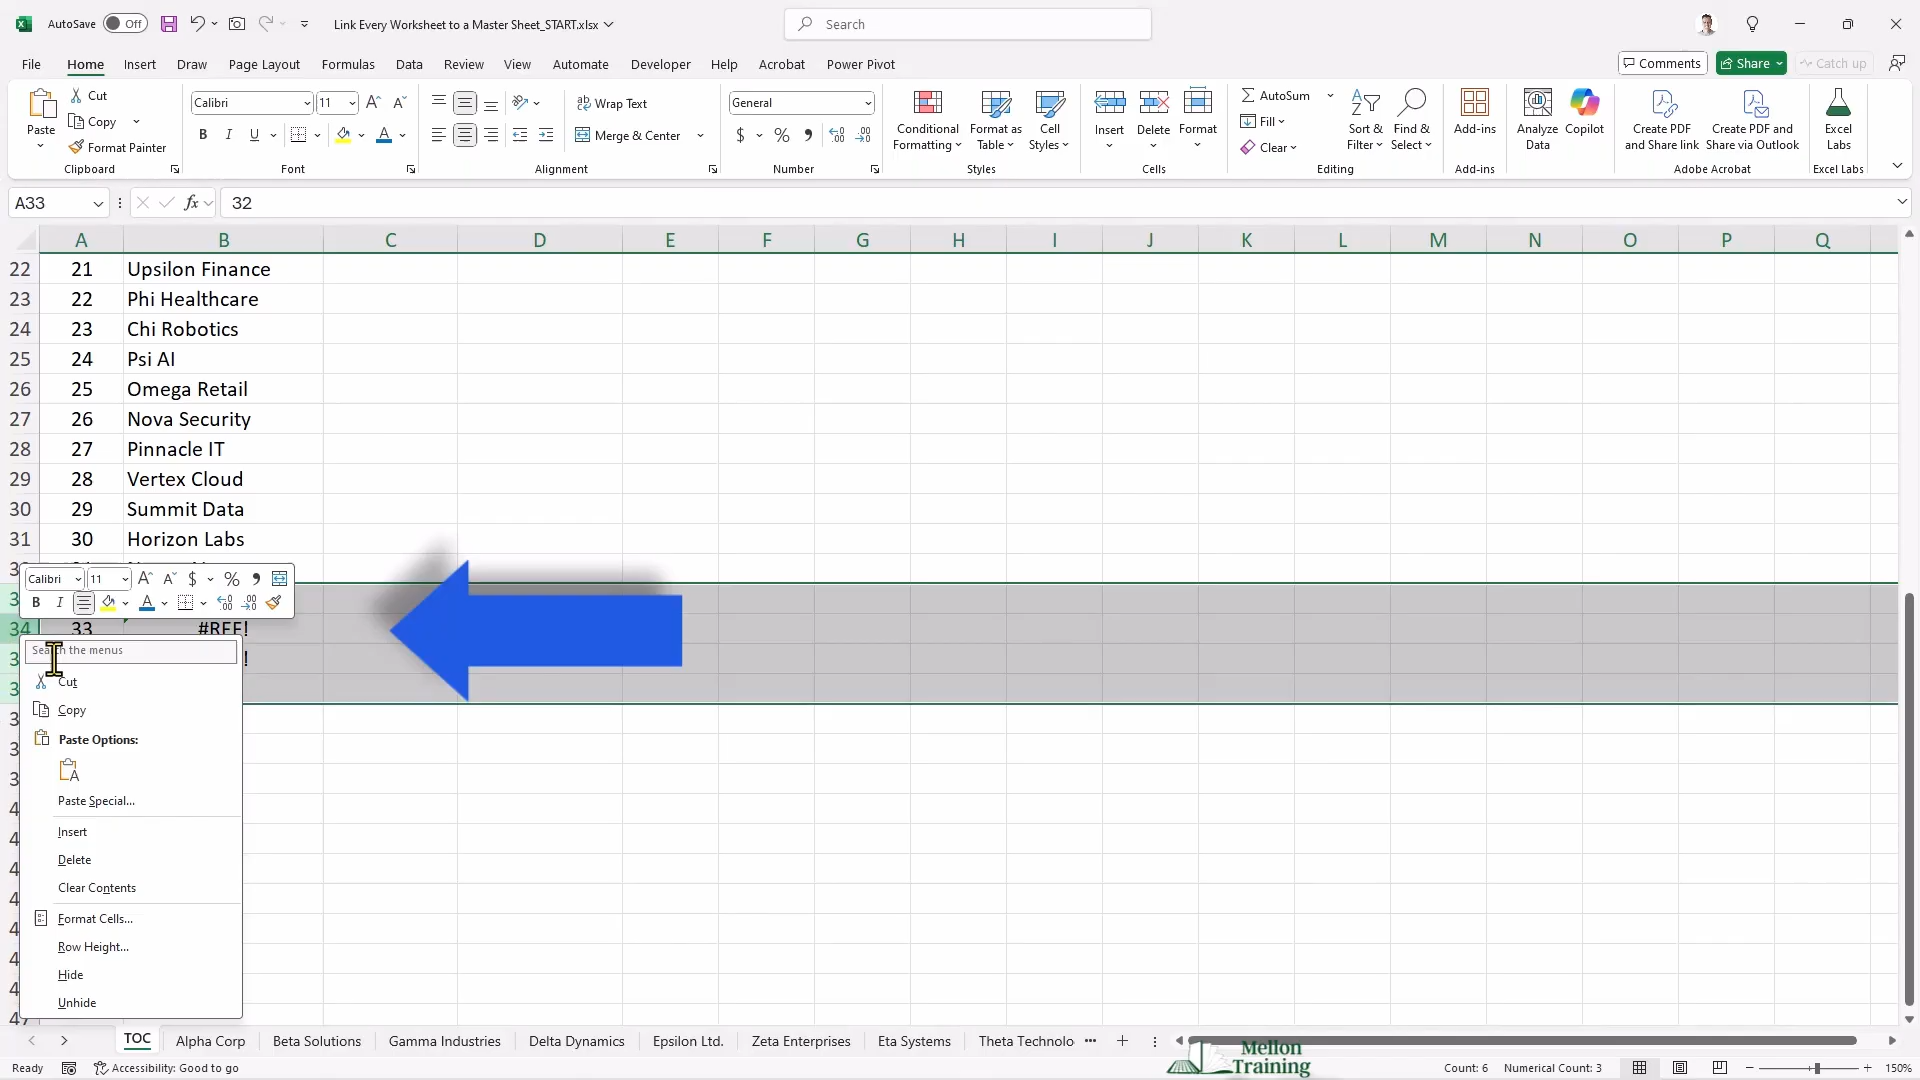 AutoSave Off Link Every Worksheet to a Master Sheet_START.xlsx Search
File Home Insert Draw Page Layout Formulas Data Review View Automate Developer Help Acrobat Power Pivot Comments Share Catch up
Paste
Cut
Copy
Format Painter
Clipboard
Calibri 11
B I U
Font
Wrap Text
Merge & Center
Alignment
General
$ % ,
Number
Conditional Formatting
Format as Table
Cell Styles
Styles
Insert Delete Format
Cells
AutoSum
Fill
Clear
Sort & Filter
Find & Select
Editing
Add-ins
Add-ins
Analyze Data
Copilot
Create PDF and Share link
Create PDF and Share via Outlook
Adobe Acrobat
Excel Labs
Excel Labs
A33 fx 32
A B C D E F G H I J K L M N O P Q
22 21 Upsilon Finance
23 22 Phi Healthcare
24 23 Chi Robotics
25 24 Psi AI
26 25 Omega Retail
27 26 Nova Security
28 27 Pinnacle IT
29 28 Vertex Cloud
30 29 Summit Data
31 30 Horizon Labs
Calibri 11 $ % ,
B I
34 33 #REF!
Search the menus
Cut
Copy
Paste Options:
Paste Special...
Insert
Delete
Clear Contents
Format Cells...
Row Height...
Hide
Unhide
47
TOC Alpha Corp Beta Solutions Gamma Industries Delta Dynamics Epsilon Ltd. Zeta Enterprises Eta Systems Theta Technolo
Mellon Training
Ready Accessibility: Good to go Count: 6 Numerical Count: 3 150%